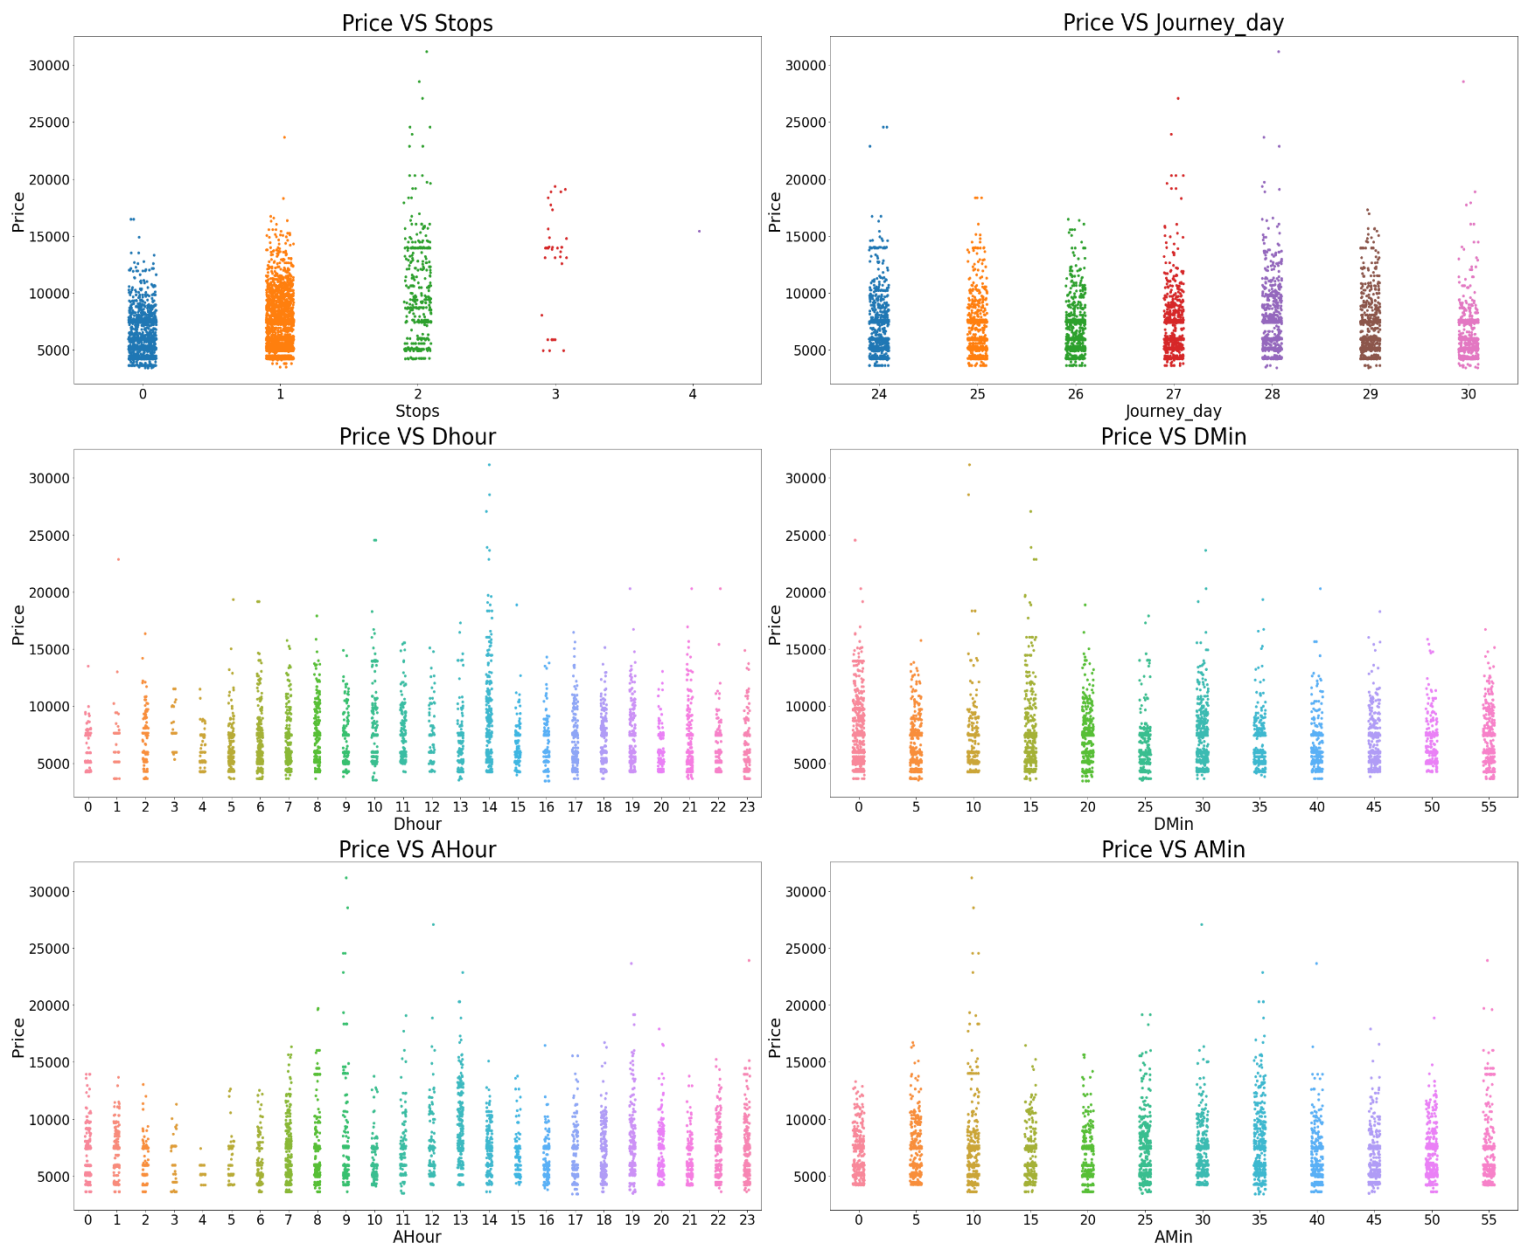 Price VS Stops
30000
25000
20000
15000
10000
5000
Price
0 1 2 3 4
Stops
Price VS Journey_day
30000
25000
20000
15000
10000
5000
Price
24 25 26 27 28 29 30
Journey_day
Price VS Dhour
30000
25000
20000
15000
10000
5000
Price
0 1 2 3 4 5 6 7 8 9 10 11 12 13 14 15 16 17 18 19 20 21 22 23
Dhour
Price VS DMin
30000
25000
20000
15000
10000
5000
Price
0 5 10 15 20 25 30 35 40 45 50 55
DMin
Price VS AHour
30000
25000
20000
15000
10000
5000
Price
0 1 2 3 4 5 6 7 8 9 10 11 12 13 14 15 16 17 18 19 20 21 22 23
AHour
Price VS AMin
30000
25000
20000
15000
10000
5000
Price
0 5 10 15 20 25 30 35 40 45 50 55
AMin